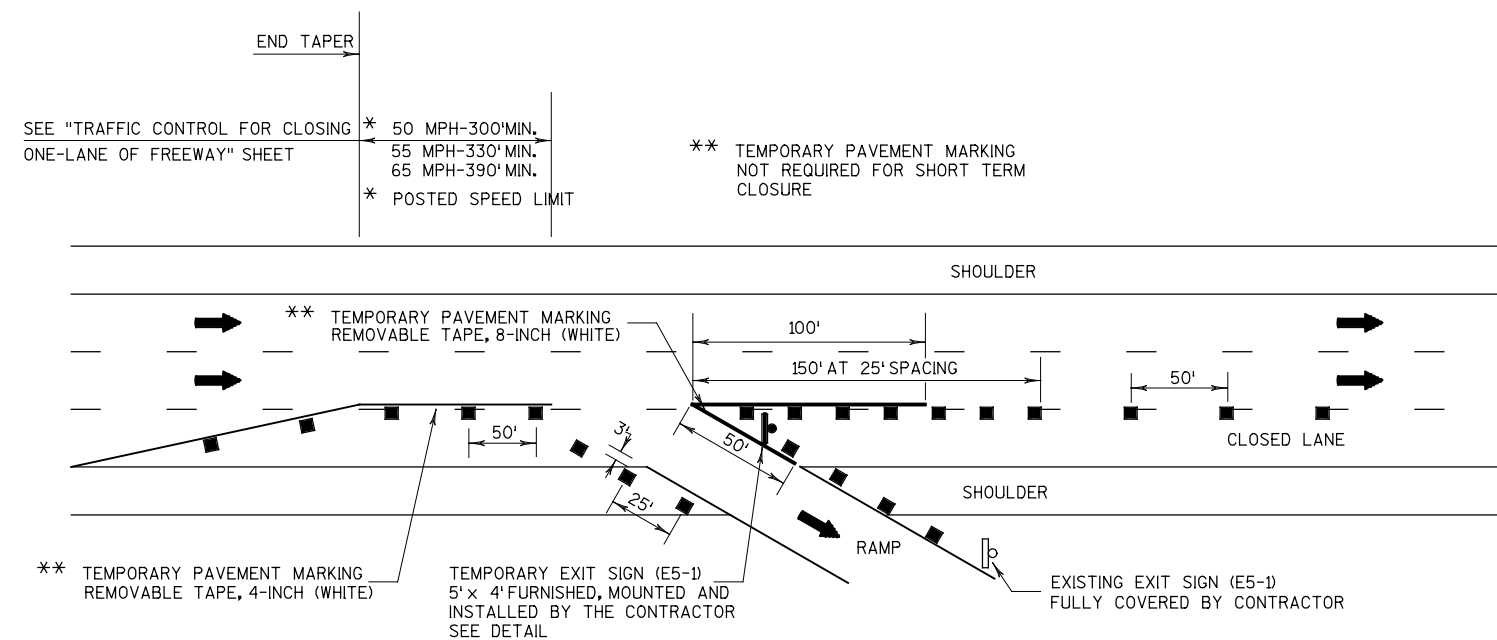 END TAPER
SEE "TRAFFIC CONTROL FOR CLOSING
ONE-LANE OF FREEWAY" SHEET
* 50 MPH-300'MIN.
55 MPH-330'MIN.
65 MPH-390'MIN.
* POSTED SPEED LIMIT
** TEMPORARY PAVEMENT MARKING
NOT REQUIRED FOR SHORT TERM
CLOSURE
SHOULDER
** TEMPORARY PAVEMENT MARKING
REMOVABLE TAPE, 8-INCH (WHITE)
100'
150' AT 25' SPACING
50'
50'
3'
25'
50'
CLOSED LANE
SHOULDER
RAMP
** TEMPORARY PAVEMENT MARKING
REMOVABLE TAPE, 4-INCH (WHITE)
TEMPORARY EXIT SIGN (E5-1)
5' x 4' FURNISHED, MOUNTED AND
INSTALLED BY THE CONTRACTOR
SEE DETAIL
EXISTING EXIT SIGN (E5-1)
FULLY COVERED BY CONTRACTOR